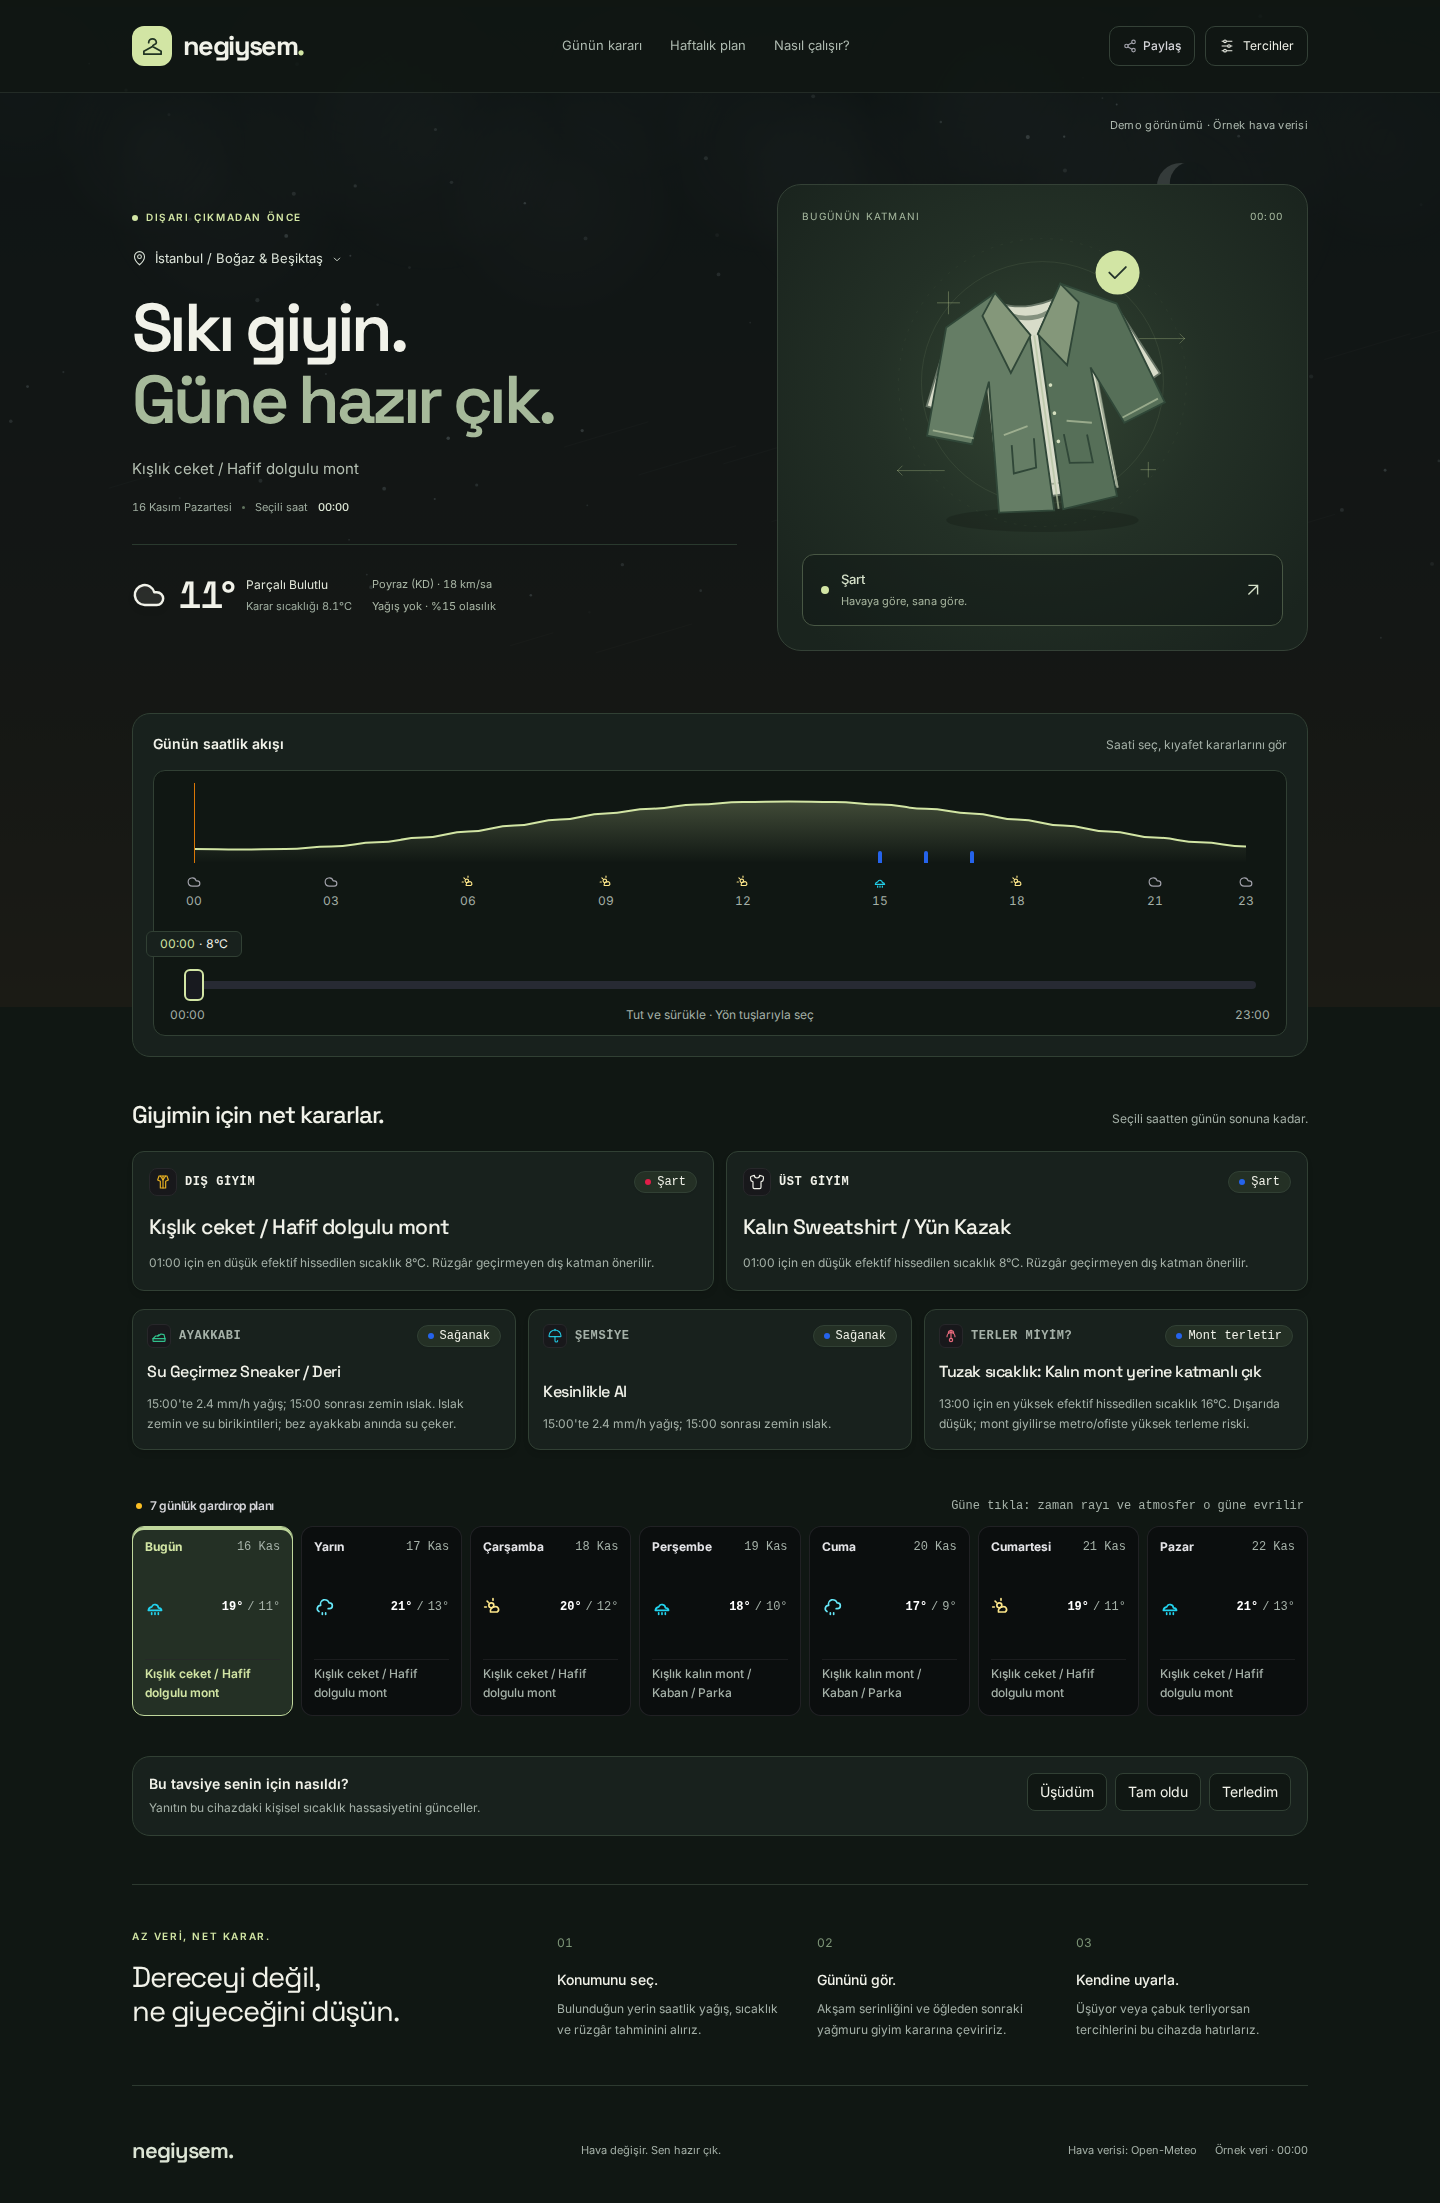 negiysem.
Günün kararı
Haftalık plan
Nasıl çalışır?
Paylaş
Tercihler
Demo görünümü · Örnek hava verisi
DIŞARI ÇIKMADAN ÖNCE
İstanbul / Boğaz & Beşiktaş
Sıkı giyin.
Güne hazır çık.
Kışlık ceket / Hafif dolgulu mont
16 Kasım Pazartesi • Seçili saat 00:00
11°
Parçalı Bulutlu
Karar sıcaklığı 8.1°C
Poyraz (KD) · 18 km/sa
Yağış yok · %15 olasılık
BUGÜNÜN KATMANI
00:00
Şart
Havaya göre, sana göre.
Günün saatlik akışı
Saati seç, kıyafet kararlarını gör
00 03 06 09 12 15 18 21 23
00:00 · 8°C
00:00
Tut ve sürükle · Yön tuşlarıyla seç
23:00
Giyimin için net kararlar.
Seçili saatten günün sonuna kadar.
DIŞ GİYİM
Şart
Kışlık ceket / Hafif dolgulu mont
01:00 için en düşük efektif hissedilen sıcaklık 8°C. Rüzgâr geçirmeyen dış katman önerilir.
ÜST GİYİM
Şart
Kalın Sweatshirt / Yün Kazak
01:00 için en düşük efektif hissedilen sıcaklık 8°C. Rüzgâr geçirmeyen dış katman önerilir.
AYAKKABI
Sağanak
Su Geçirmez Sneaker / Deri
15:00'te 2.4 mm/h yağış; 15:00 sonrası zemin ıslak. Islak
zemin ve su birikintileri; bez ayakkabı anında su çeker.
ŞEMSİYE
Sağanak
Kesinlikle Al
15:00'te 2.4 mm/h yağış; 15:00 sonrası zemin ıslak.
TERLER MİYİM?
Mont terletir
Tuzak sıcaklık: Kalın mont yerine katmanlı çık
13:00 için en yüksek efektif hissedilen sıcaklık 16°C. Dışarıda
düşük; mont giyilirse metro/ofiste yüksek terleme riski.
7 günlük gardırop planı
Güne tıkla: zaman rayı ve atmosfer o güne evrilir
Bugün 16 Kas
19° / 11°
Kışlık ceket / Hafif
dolgulu mont
Yarın 17 Kas
21° / 13°
Kışlık ceket / Hafif
dolgulu mont
Çarşamba 18 Kas
20° / 12°
Kışlık ceket / Hafif
dolgulu mont
Perşembe 19 Kas
18° / 10°
Kışlık kalın mont /
Kaban / Parka
Cuma 20 Kas
17° / 9°
Kışlık kalın mont /
Kaban / Parka
Cumartesi 21 Kas
19° / 11°
Kışlık ceket / Hafif
dolgulu mont
Pazar 22 Kas
21° / 13°
Kışlık ceket / Hafif
dolgulu mont
Bu tavsiye senin için nasıldı?
Yanıtın bu cihazdaki kişisel sıcaklık hassasiyetini günceller.
Üşüdüm
Tam oldu
Terledim
AZ VERİ, NET KARAR.
Dereceyi değil,
ne giyeceğini düşün.
01
Konumunu seç.
Bulunduğun yerin saatlik yağış, sıcaklık
ve rüzgâr tahminini alırız.
02
Gününü gör.
Akşam serinliğini ve öğleden sonraki
yağmuru giyim kararına çeviririz.
03
Kendine uyarla.
Üşüyor veya çabuk terliyorsan
tercihlerini bu cihazda hatırlarız.
negiysem.
Hava değişir. Sen hazır çık.
Hava verisi: Open-Meteo
Örnek veri · 00:00